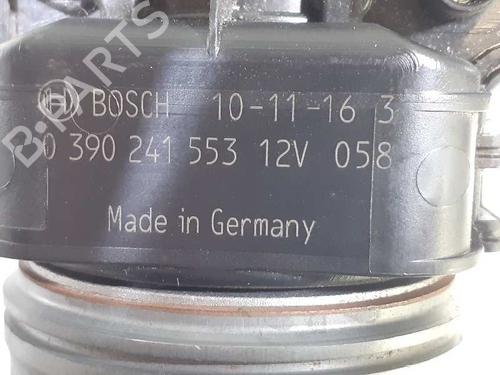 BOSCH 10-11-16 3
0 390 241 553 12V 058
Made in Germany
B-PARTS